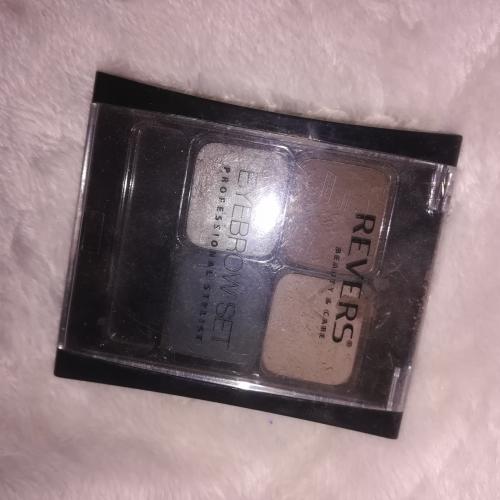 REVERS®
BEAUTY & CARE
EYEBROW SET
PROFESSIONAL STYLIST